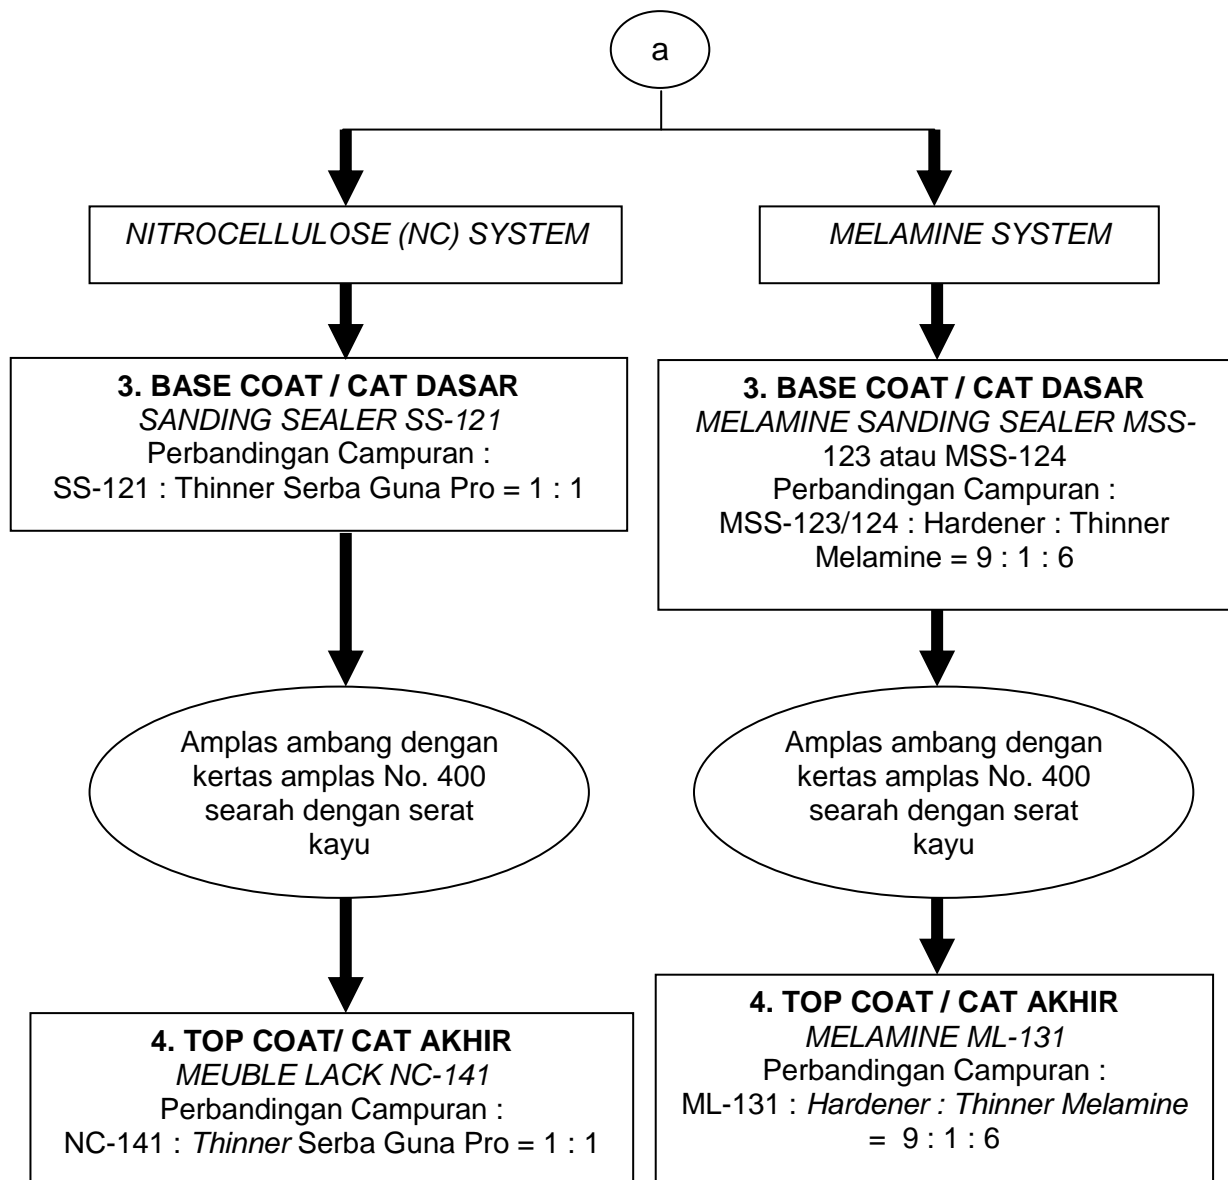 a
NITROCELLULOSE (NC) SYSTEM
MELAMINE SYSTEM
3. BASE COAT / CAT DASAR
SANDING SEALER SS-121
Perbandingan Campuran :
SS-121 : Thinner Serba Guna Pro = 1 : 1
3. BASE COAT / CAT DASAR
MELAMINE SANDING SEALER MSS-
123 atau MSS-124
Perbandingan Campuran :
MSS-123/124 : Hardener : Thinner
Melamine = 9 : 1 : 6
Amplas ambang dengan
kertas amplas No. 400
searah dengan serat
kayu
Amplas ambang dengan
kertas amplas No. 400
searah dengan serat
kayu
4. TOP COAT/ CAT AKHIR
MEUBLE LACK NC-141
Perbandingan Campuran :
NC-141 : Thinner Serba Guna Pro = 1 : 1
4. TOP COAT / CAT AKHIR
MELAMINE ML-131
Perbandingan Campuran :
ML-131 : Hardener : Thinner Melamine
= 9 : 1 : 6